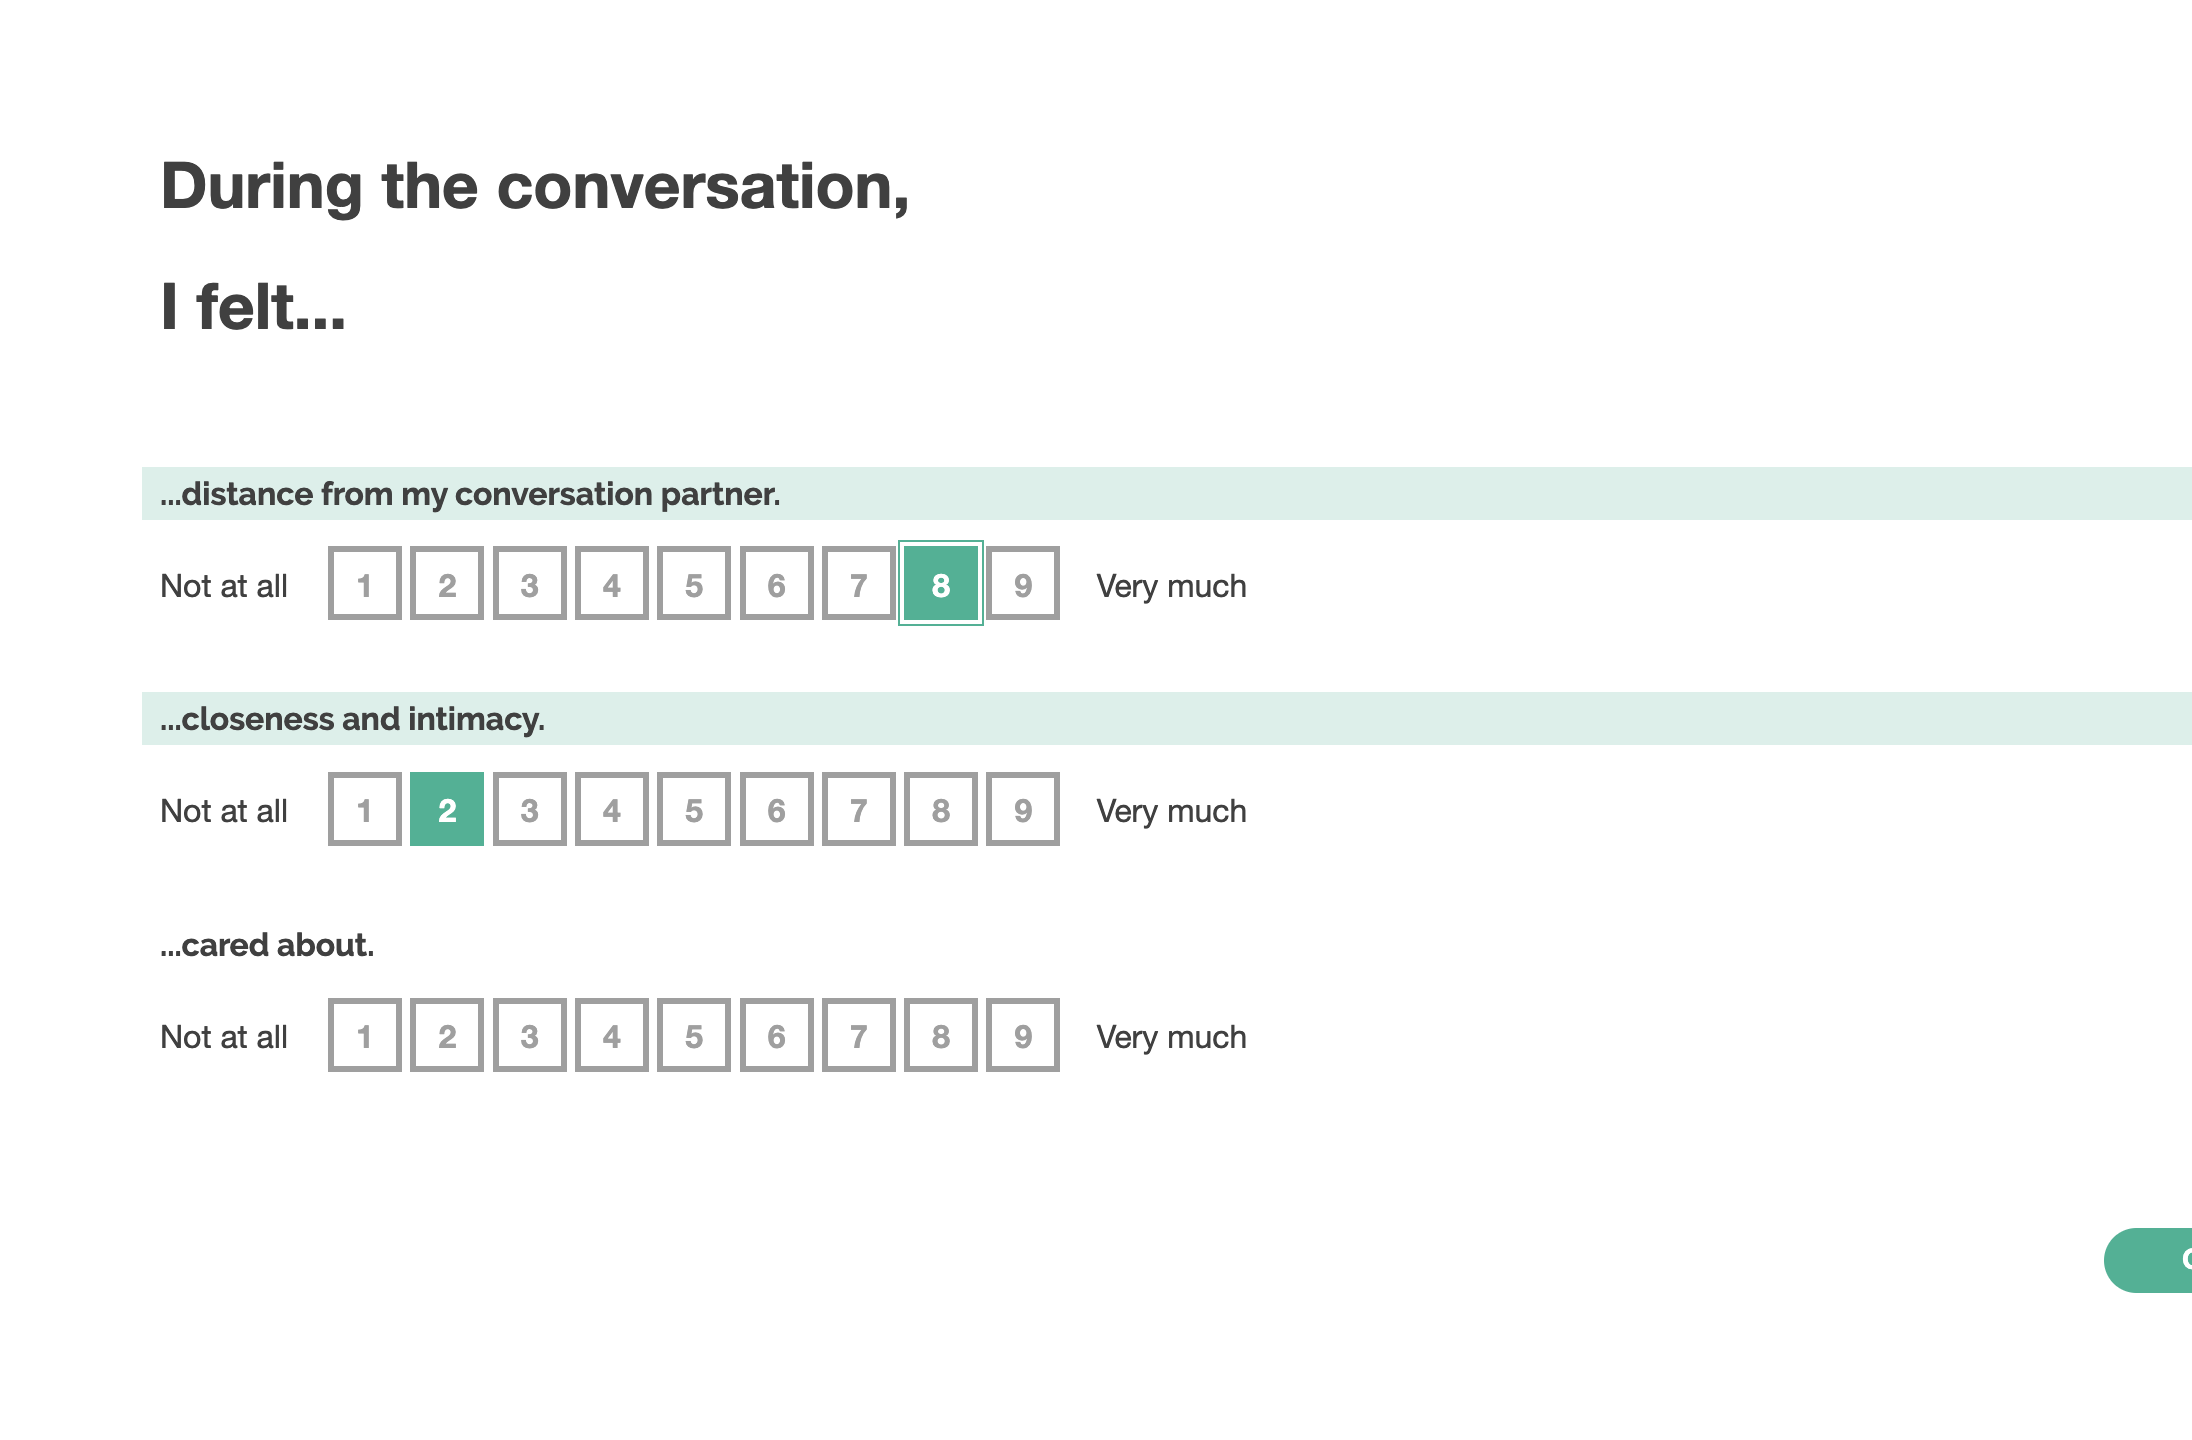 During the conversation,
I felt...
...distance from my conversation partner.
Not at all 1 2 3 4 5 6 7 8 9 Very much
...closeness and intimacy.
Not at all 1 2 3 4 5 6 7 8 9 Very much
...cared about.
Not at all 1 2 3 4 5 6 7 8 9 Very much